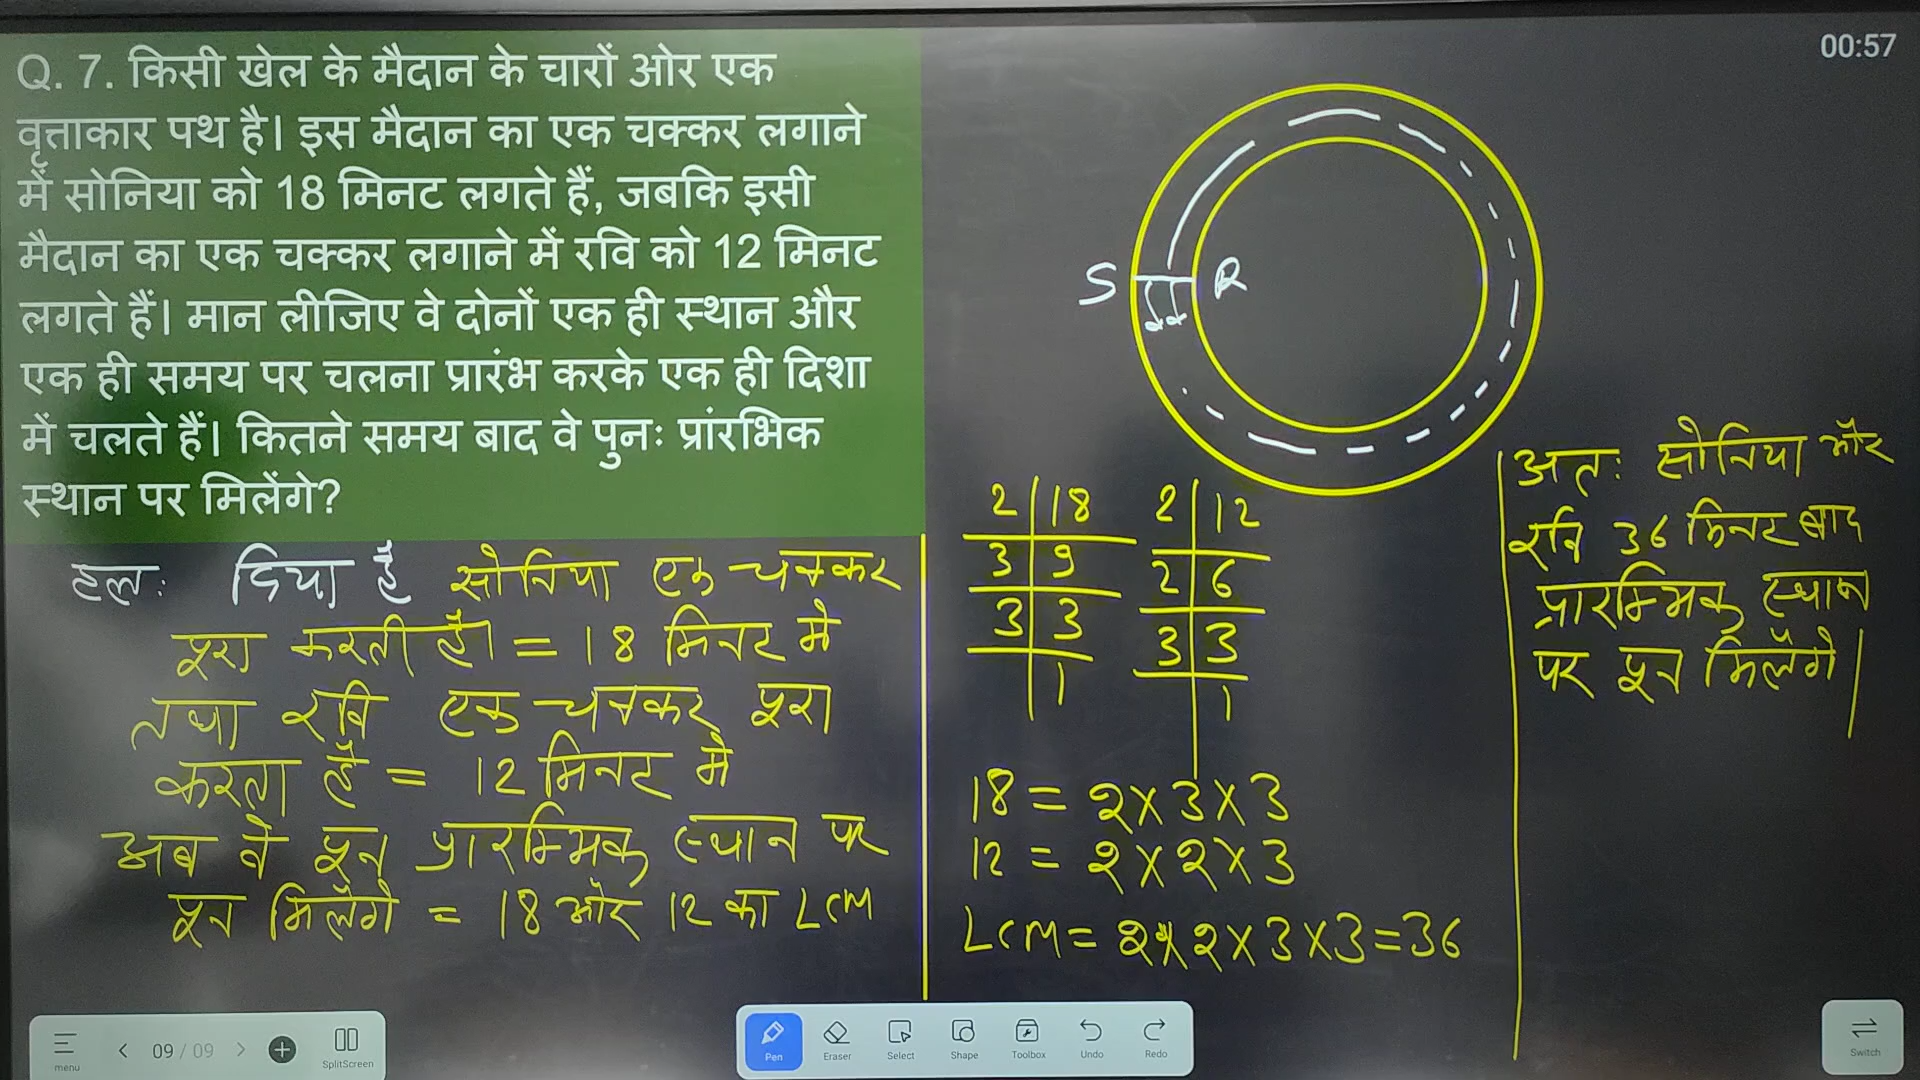 00:57
Q. 7. किसी खेल के मैदान के चारों ओर एक
वृत्ताकार पथ है। इस मैदान का एक चक्कर लगाने
में सोनिया को 18 मिनट लगते हैं, जबकि इसी
मैदान का एक चक्कर लगाने में रवि को 12 मिनट
लगते हैं। मान लीजिए वे दोनों एक ही स्थान और
एक ही समय पर चलना प्रारंभ करके एक ही दिशा
में चलते हैं। कितने समय बाद वे पुनः प्रांरभिक
स्थान पर मिलेंगे?
हल: दिया है सोनिया एक चक्कर
पूरा करती है। = 18 मिनट में
तथा रवि एक चक्कर पूरा
करता है = 12 मिनट में
अब वे पून प्रारम्मिक स्थान पर
पून मिलेंगे = 18 और 12 का LCM
S R
2 18
3 9
3 3
1
2 12
2 6
3 3
1
18 = 2×3×3
12 = 2×2×3
LCM = 2×2×3×3=36
अतः सोनिया और
रवि 36 मिनट बाद
प्रारम्मिक स्थान
पर पून मिलेंगे।
menu
09 / 09
SplitScreen
Pen Eraser Select Shape Toolbox Undo Redo
Switch